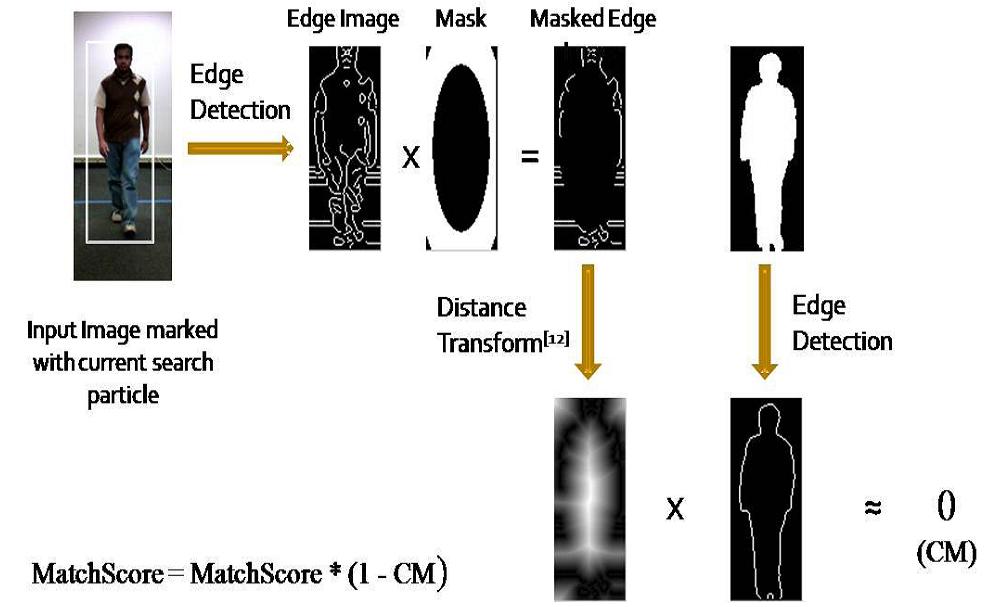 Edge Image
Mask
Masked Edge
Edge
Detection
X
=
Input Image marked
with current search
particle
Distance
Transform[12]
Edge
Detection
X
≈
0
(CM)
MatchScore = MatchScore * (1 - CM)